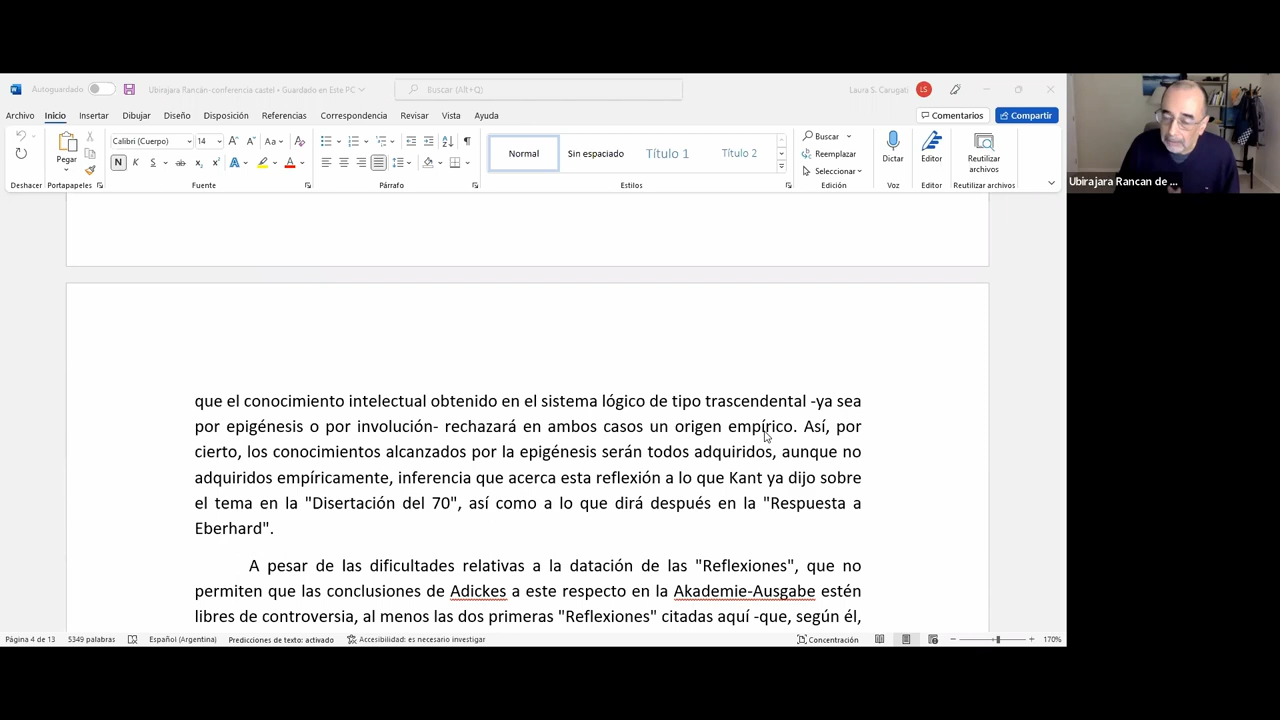 Autoguardado
Ubirajara Rancán-conferencia castel • Guardado en Este PC
Buscar (Alt+Q)
Laura S. Carugati
LS
Archivo Inicio Insertar Dibujar Diseño Disposición Referencias Correspondencia Revisar Vista Ayuda
Comentarios Compartir
Pegar
Calibri (Cuerpo) 14
N K S ab x₂ x²
Normal Sin espaciado Título 1 Título 2
Buscar
Reemplazar
Seleccionar
Dictar
Editor
Reutilizar
archivos
Deshacer Portapapeles Fuente Párrafo Estilos Edición Voz Editor Reutilizar archivos
Ubirajara Rancan de ...
que el conocimiento intelectual obtenido en el sistema lógico de tipo trascendental -ya sea
por epigénesis o por involución- rechazará en ambos casos un origen empírico. Así, por
cierto, los conocimientos alcanzados por la epigénesis serán todos adquiridos, aunque no
adquiridos empíricamente, inferencia que acerca esta reflexión a lo que Kant ya dijo sobre
el tema en la "Disertación del 70", así como a lo que dirá después en la "Respuesta a
Eberhard".
A pesar de las dificultades relativas a la datación de las "Reflexiones", que no
permiten que las conclusiones de Adickes a este respecto en la Akademie-Ausgabe estén
libres de controversia, al menos las dos primeras "Reflexiones" citadas aquí -que, según él,
Página 4 de 13 5349 palabras Español (Argentina) Predicciones de texto: activado Accesibilidad: es necesario investigar Concentración 170%